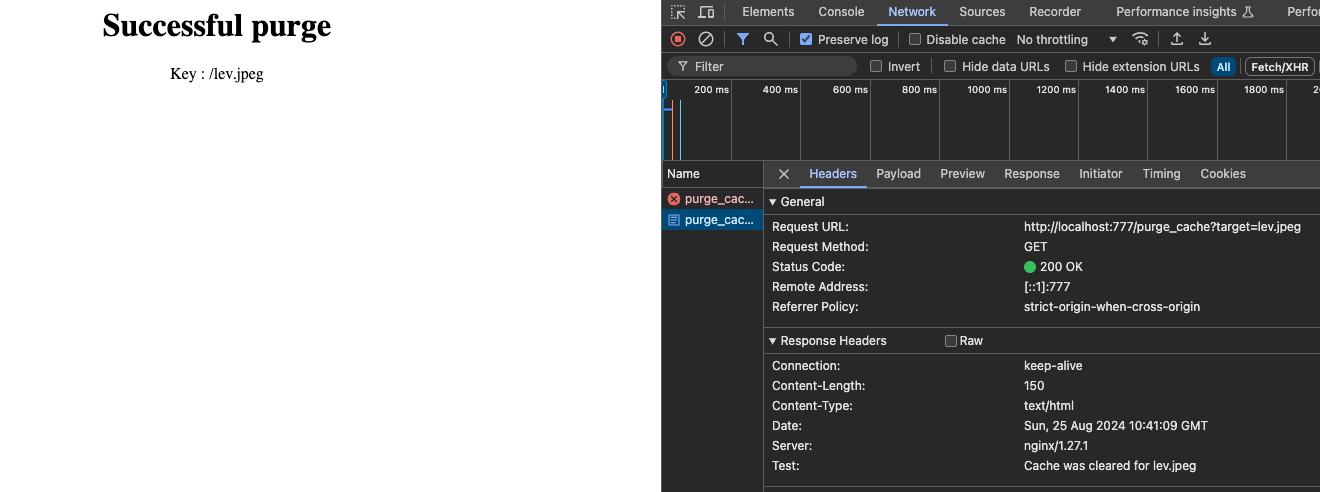 Successful purge
Key : /lev.jpeg
Elements Console Network Sources Recorder Performance insights Perfo
Preserve log Disable cache No throttling
Filter Invert Hide data URLs Hide extension URLs All Fetch/XHR
200 ms 400 ms 600 ms 800 ms 1000 ms 1200 ms 1400 ms 1600 ms 1800 ms 20
Name Headers Payload Preview Response Initiator Timing Cookies
purge_cac...
purge_cac...
General
Request URL: http://localhost:777/purge_cache?target=lev.jpeg
Request Method: GET
Status Code: 200 OK
Remote Address: [::1]:777
Referrer Policy: strict-origin-when-cross-origin
Response Headers Raw
Connection: keep-alive
Content-Length: 150
Content-Type: text/html
Date: Sun, 25 Aug 2024 10:41:09 GMT
Server: nginx/1.27.1
Test: Cache was cleared for lev.jpeg